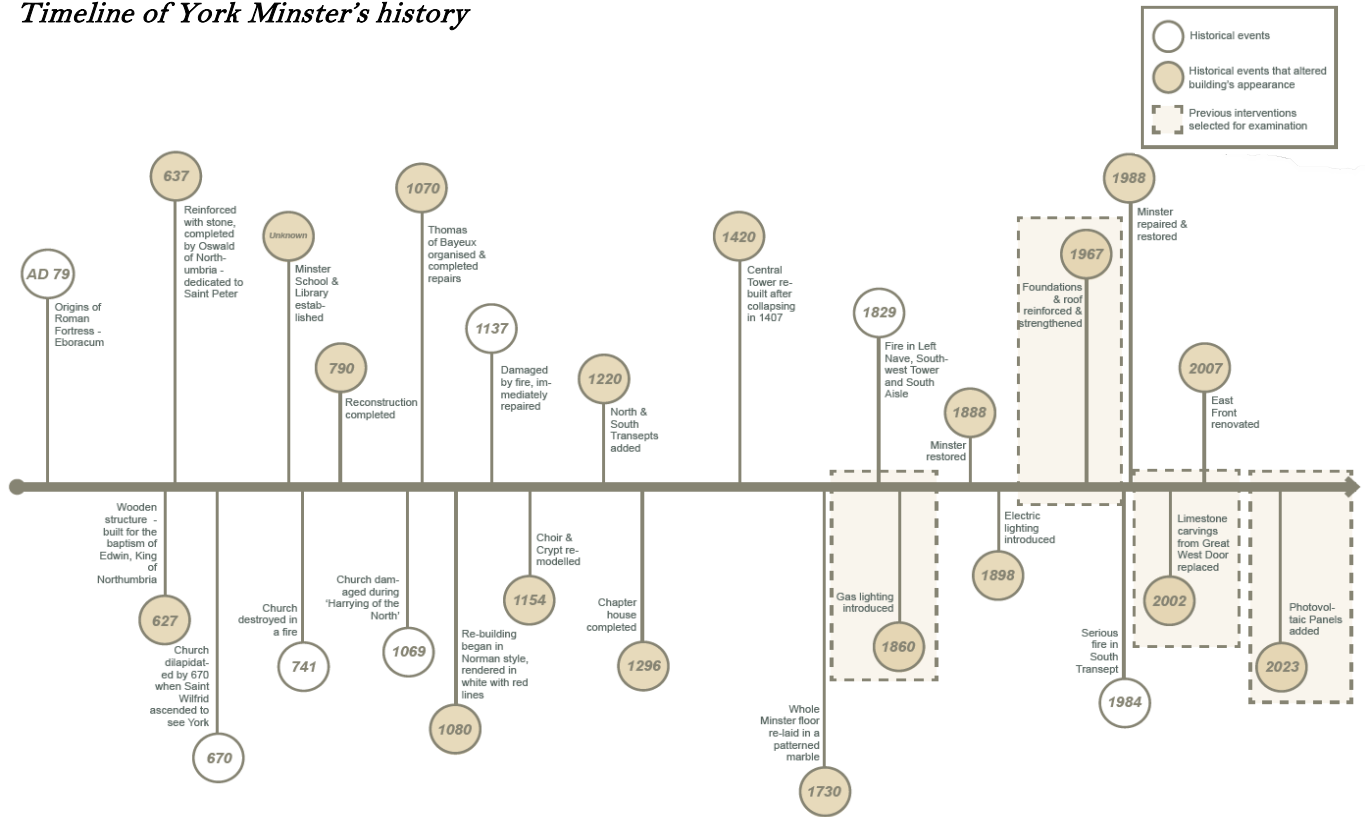 Timeline of York Minster's history
Historical events
Historical events that altered
building's appearance
Previous interventions
selected for examination
AD 79
Origins of
Roman
Fortress -
Eboracum
637
Reinforced
with stone,
completed
by Oswald
of North-
umbria -
dedicated to
Saint Peter
Unknown
Minster
School &
Library
estab-
lished
790
Reconstruction
completed
1070
Thomas
of Bayeux
organised &
completed
repairs
1137
Damaged
by fire, im-
mediately
repaired
1220
North &
South
Transepts
added
1420
Central
Tower re-
built after
collapsing
in 1407
1829
Fire in Left
Nave, South-
west Tower
and South
Aisle
1888
Minster
restored
1967
Foundations
& roof
reinforced &
strengthened
1988
Minster
repaired &
restored
2007
East
Front
renovated
Wooden
structure -
built for the
baptism of
Edwin, King
of
Northumbria
627
Church
dilapidat-
ed by 670
when Saint
Wilfrid
ascended to
see York
670
Church
destroyed in
a fire
741
Church dam-
aged during
'Harrying of the
North'
1069
Re-building
began in
Norman style,
rendered in
white with red
lines
1080
Choir &
Crypt re-
modelled
1154
Chapter
house
completed
1296
Whole
Minster floor
re-laid in a
patterned
marble
1730
Gas lighting
introduced
1860
Electric
lighting
introduced
1898
Serious
fire in
South
Transept
1984
Limestone
carvings
from Great
West Door
replaced
2002
Photovol-
taic Panels
added
2023